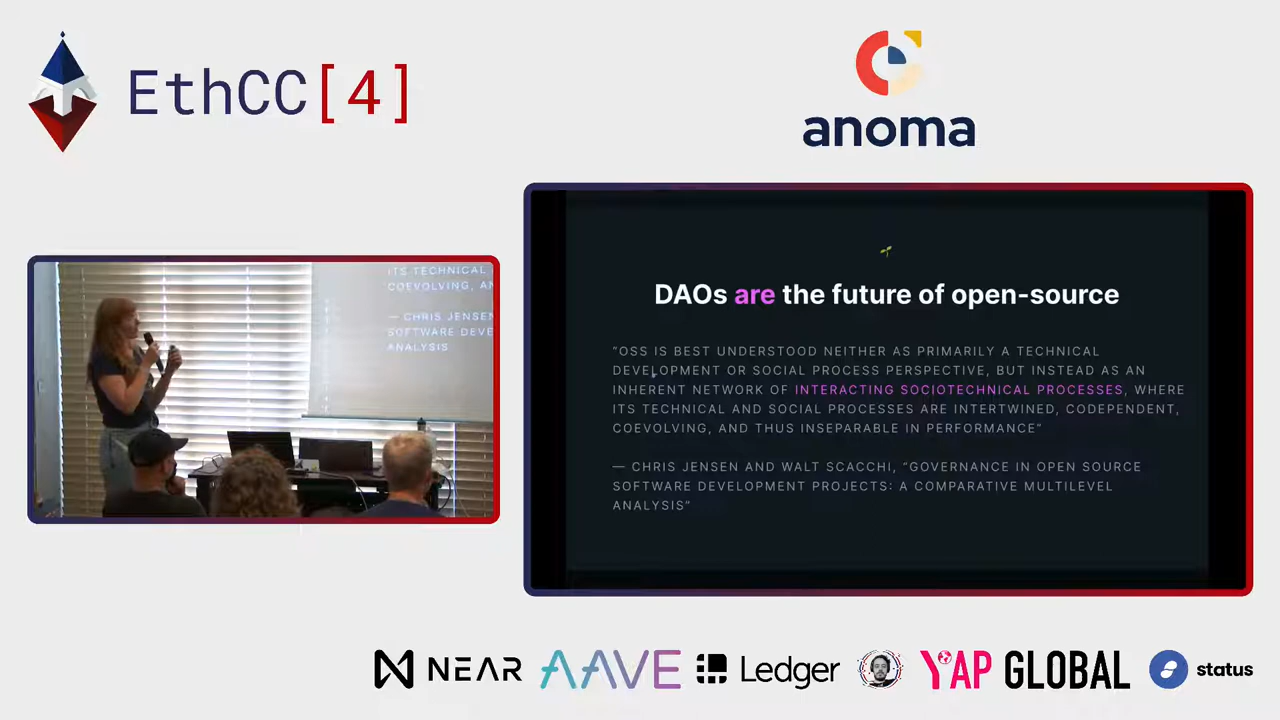 EthCC[4]
anoma
ITS TECHNICAL
COEVOLVING, AN
— CHRIS JENSEN
SOFTWARE DEVE
ANALYSIS
DAOs are the future of open-source
"OSS IS BEST UNDERSTOOD NEITHER AS PRIMARILY A TECHNICAL
DEVELOPMENT OR SOCIAL PROCESS PERSPECTIVE, BUT INSTEAD AS AN
INHERENT NETWORK OF INTERACTING SOCIOTECHNICAL PROCESSES, WHERE
ITS TECHNICAL AND SOCIAL PROCESSES ARE INTERTWINED, CODEPENDENT,
COEVOLVING, AND THUS INSEPARABLE IN PERFORMANCE"
— CHRIS JENSEN AND WALT SCACCHI, "GOVERNANCE IN OPEN SOURCE
SOFTWARE DEVELOPMENT PROJECTS: A COMPARATIVE MULTILEVEL
ANALYSIS"
NEAR
AAVE
Ledger
YAP GLOBAL
status